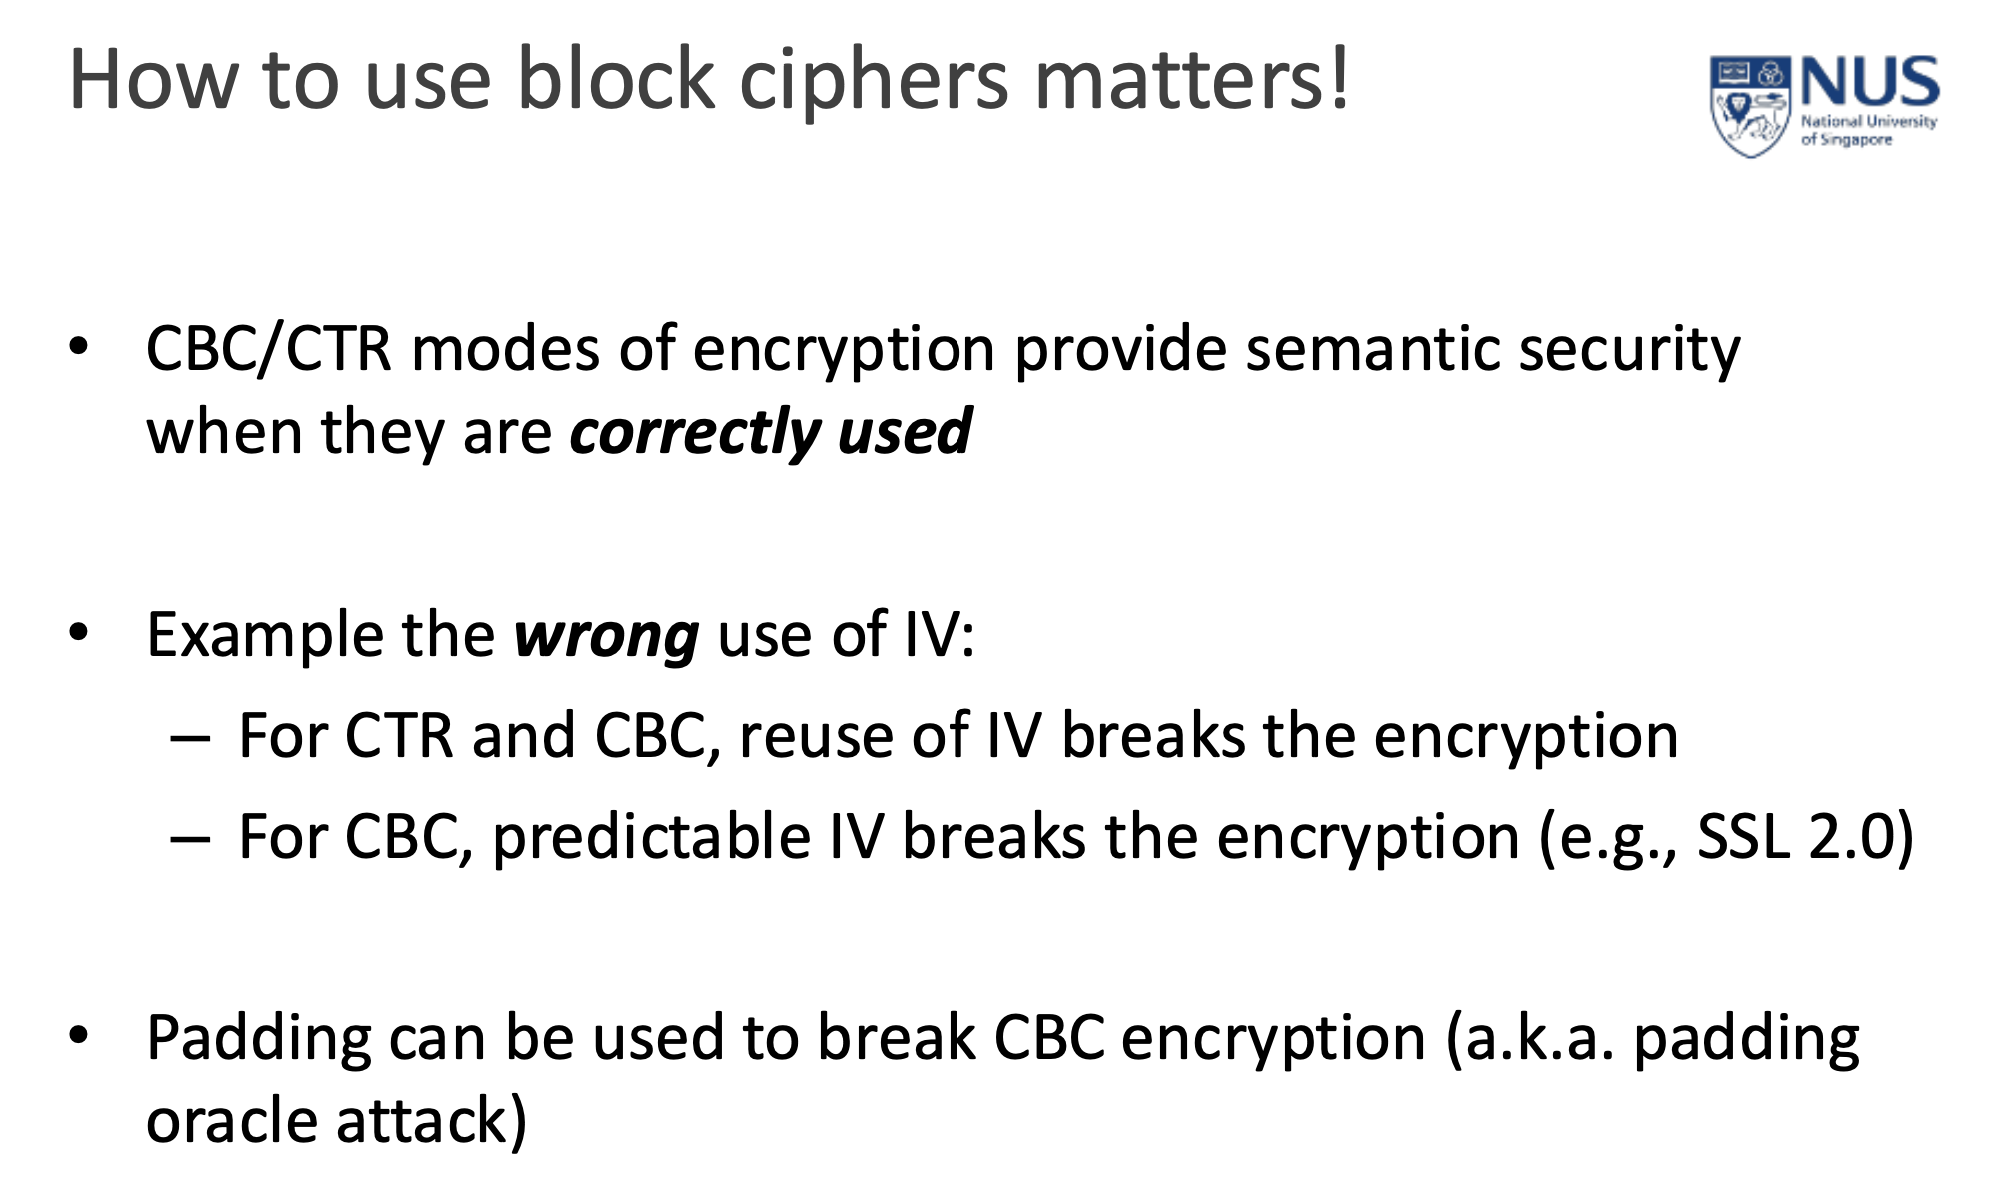 How to use block ciphers matters!
NUS
National University
of Singapore
• CBC/CTR modes of encryption provide semantic security
when they are correctly used
• Example the wrong use of IV:
– For CTR and CBC, reuse of IV breaks the encryption
– For CBC, predictable IV breaks the encryption (e.g., SSL 2.0)
• Padding can be used to break CBC encryption (a.k.a. padding
oracle attack)